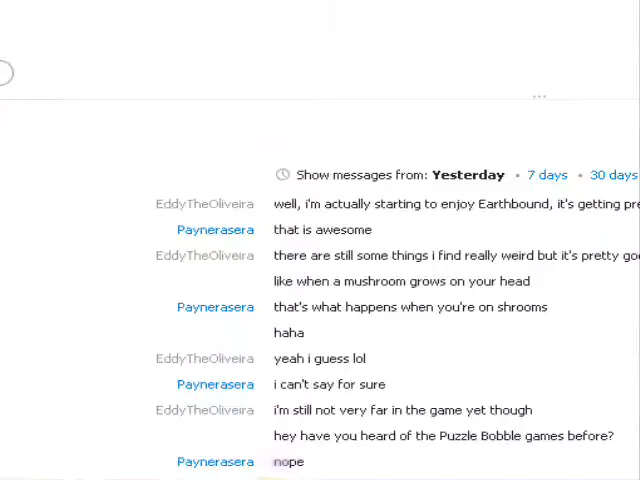 Show messages from: Yesterday • 7 days • 30 days
EddyTheOliveira well, i'm actually starting to enjoy Earthbound, it's getting
Paynerasera that is awesome
EddyTheOliveira there are still some things i find really weird but it's pretty
like when a mushroom grows on your head
Paynerasera that's what happens when you're on shrooms
haha
EddyTheOliveira yeah i guess lol
Paynerasera i can't say for sure
EddyTheOliveira i'm still not very far in the game yet though
hey have you heard of the Puzzle Bobble games before?
Paynerasera nope